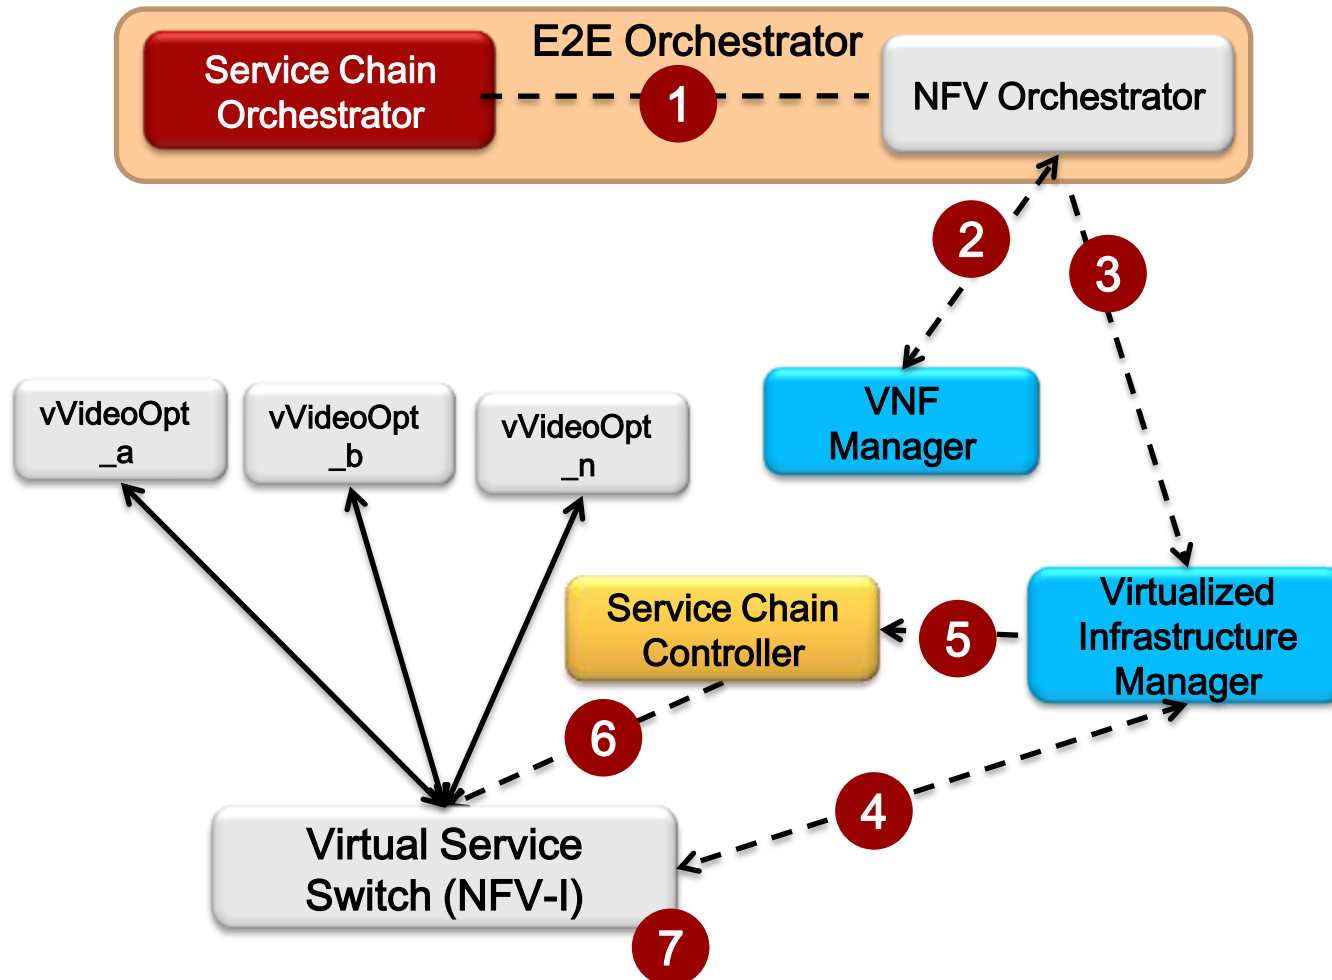 E2E Orchestrator
Service Chain
Orchestrator
1
NFV Orchestrator
2
3
VNF
Manager
vVideoOpt
_a
vVideoOpt
_b
vVideoOpt
_n
Service Chain
Controller
5
Virtualized
Infrastructure
Manager
6
4
Virtual Service
Switch (NFV-I)
7